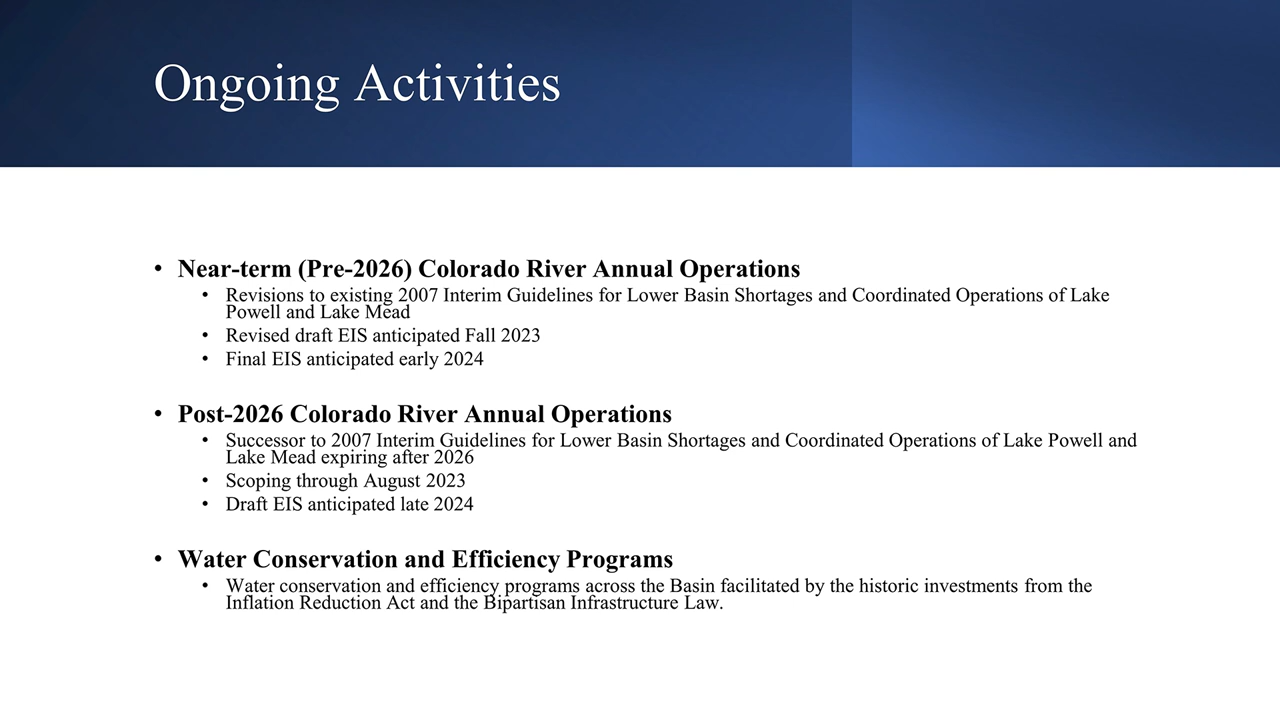 Ongoing Activities
• Near-term (Pre-2026) Colorado River Annual Operations
• Revisions to existing 2007 Interim Guidelines for Lower Basin Shortages and Coordinated Operations of Lake
Powell and Lake Mead
• Revised draft EIS anticipated Fall 2023
• Final EIS anticipated early 2024
• Post-2026 Colorado River Annual Operations
• Successor to 2007 Interim Guidelines for Lower Basin Shortages and Coordinated Operations of Lake Powell and
Lake Mead expiring after 2026
• Scoping through August 2023
• Draft EIS anticipated late 2024
• Water Conservation and Efficiency Programs
• Water conservation and efficiency programs across the Basin facilitated by the historic investments from the
Inflation Reduction Act and the Bipartisan Infrastructure Law.